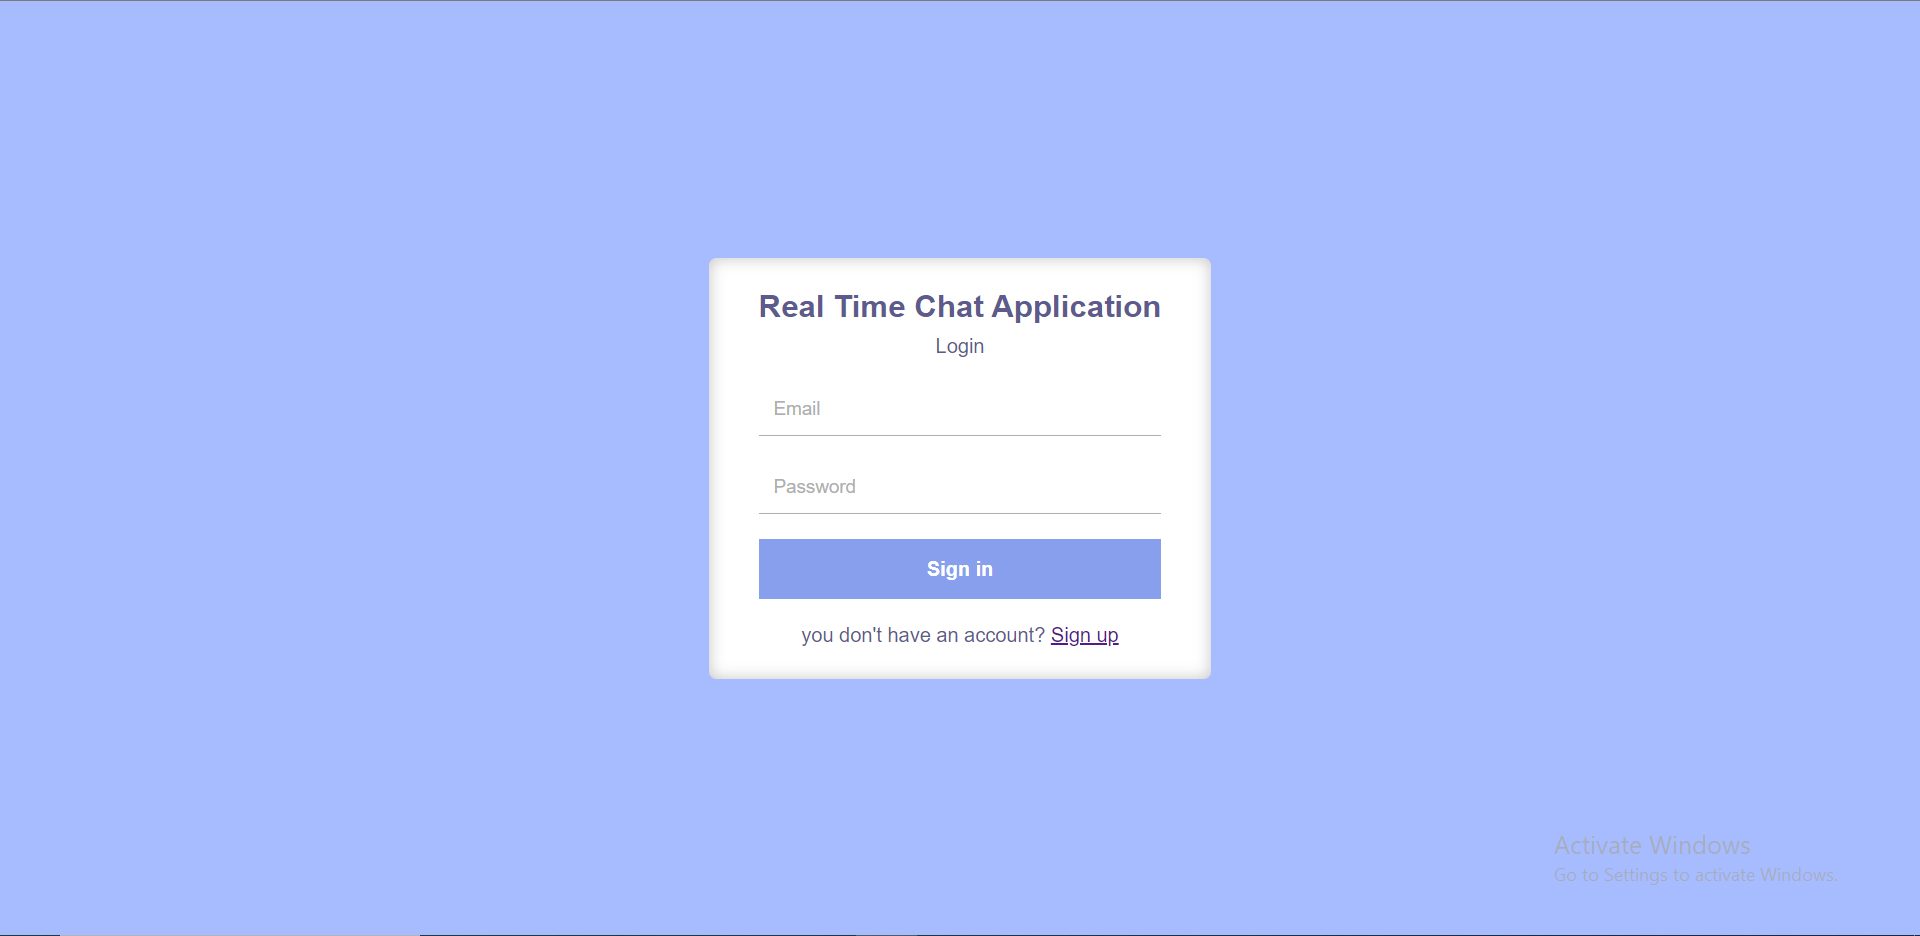 Real Time Chat Application
Login
Email
Password
Sign in
you don't have an account? Sign up
Activate Windows
Go to Settings to activate Windows.